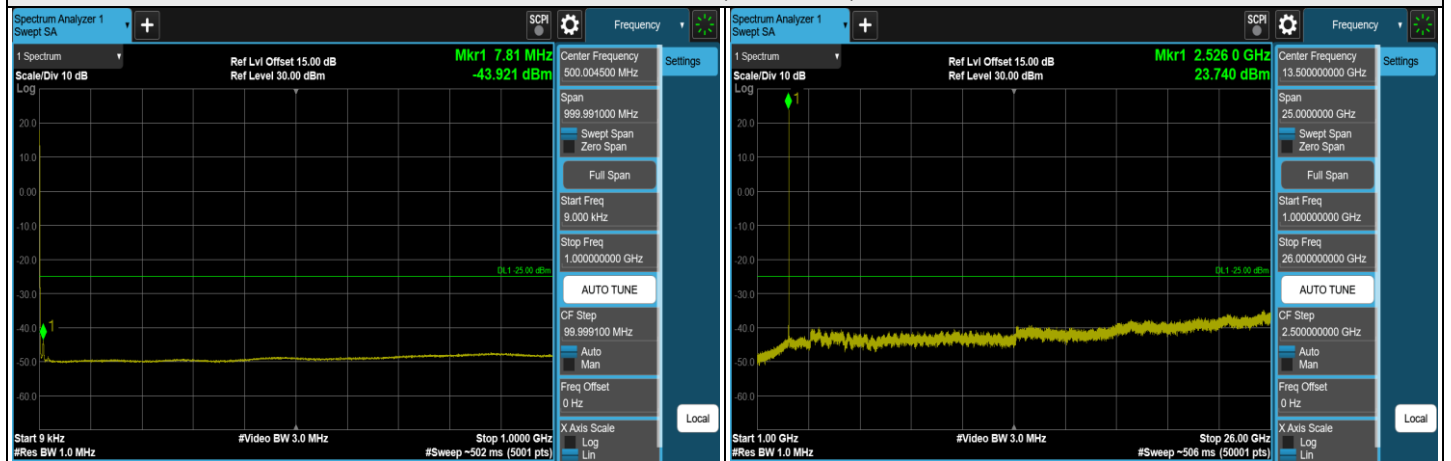 Spectrum Analyzer 1
Swept SA
+
SCPI
Frequency
1 Spectrum
Scale/Div 10 dB
Log
Ref Lvl Offset 15.00 dB
Ref Level 30.00 dBm
Mkr1 7.81 MHz
-43.921 dBm
20.0
10.0
0.00
-10.0
-20.0
-30.0
-40.0
-50.0
-60.0
1
DL1 -25.00 dBm
Start 9 kHz
#Res BW 1.0 MHz
#Video BW 3.0 MHz
Stop 1.0000 GHz
#Sweep ~502 ms (5001 pts)
Center Frequency
500.004500 MHz
Span
999.991000 MHz
Swept Span
Zero Span
Full Span
Start Freq
9.000 kHz
Stop Freq
1.000000000 GHz
AUTO TUNE
CF Step
99.999100 MHz
Auto
Man
Freq Offset
0 Hz
X Axis Scale
Log
Lin
Settings
Local
Spectrum Analyzer 1
Swept SA
+
SCPI
Frequency
1 Spectrum
Scale/Div 10 dB
Log
Ref Lvl Offset 15.00 dB
Ref Level 30.00 dBm
Mkr1 2.526 0 GHz
23.740 dBm
1
20.0
10.0
0.00
-10.0
-20.0
-30.0
-40.0
-50.0
-60.0
DL1 -25.00 dBm
Start 1.00 GHz
#Res BW 1.0 MHz
#Video BW 3.0 MHz
Stop 26.00 GHz
#Sweep ~506 ms (50001 pts)
Center Frequency
13.500000000 GHz
Span
25.0000000 GHz
Swept Span
Zero Span
Full Span
Start Freq
1.000000000 GHz
Stop Freq
26.000000000 GHz
AUTO TUNE
CF Step
2.500000000 GHz
Auto
Man
Freq Offset
0 Hz
X Axis Scale
Log
Lin
Settings
Local